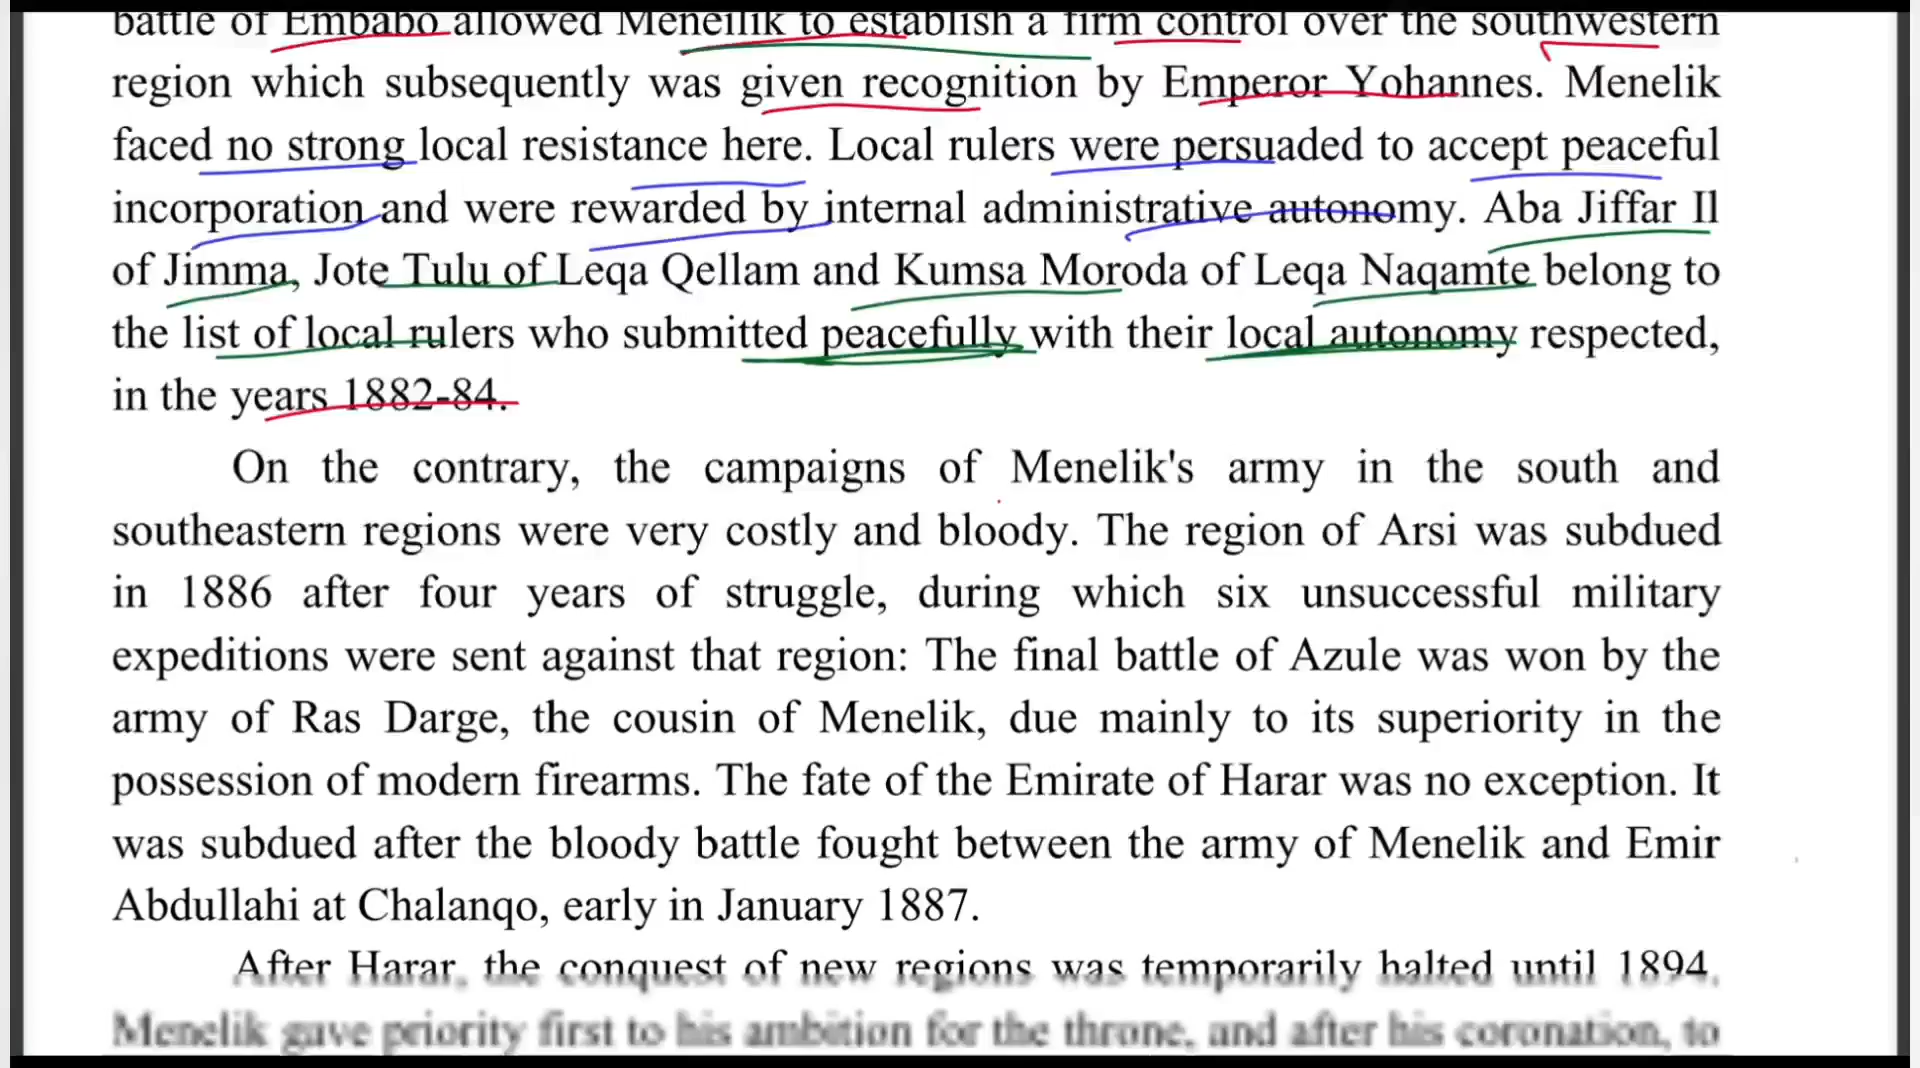 battle of Embabo allowed Meneilik to establish a firm control over the southwestern
region which subsequently was given recognition by Emperor Yohannes. Menelik
faced no strong local resistance here. Local rulers were persuaded to accept peaceful
incorporation and were rewarded by internal administrative autonomy. Aba Jiffar Il
of Jimma, Jote Tulu of Leqa Qellam and Kumsa Moroda of Leqa Naqamte belong to
the list of local rulers who submitted peacefully with their local autonomy respected,
in the years 1882-84.
On the contrary, the campaigns of Menelik's army in the south and
southeastern regions were very costly and bloody. The region of Arsi was subdued
in 1886 after four years of struggle, during which six unsuccessful military
expeditions were sent against that region: The final battle of Azule was won by the
army of Ras Darge, the cousin of Menelik, due mainly to its superiority in the
possession of modern firearms. The fate of the Emirate of Harar was no exception. It
was subdued after the bloody battle fought between the army of Menelik and Emir
Abdullahi at Chalanqo, early in January 1887.
After Harar, the conquest of new regions was temporarily halted until 1894.
Menelik gave priority first to his ambition for the throne, and after his coronation, to